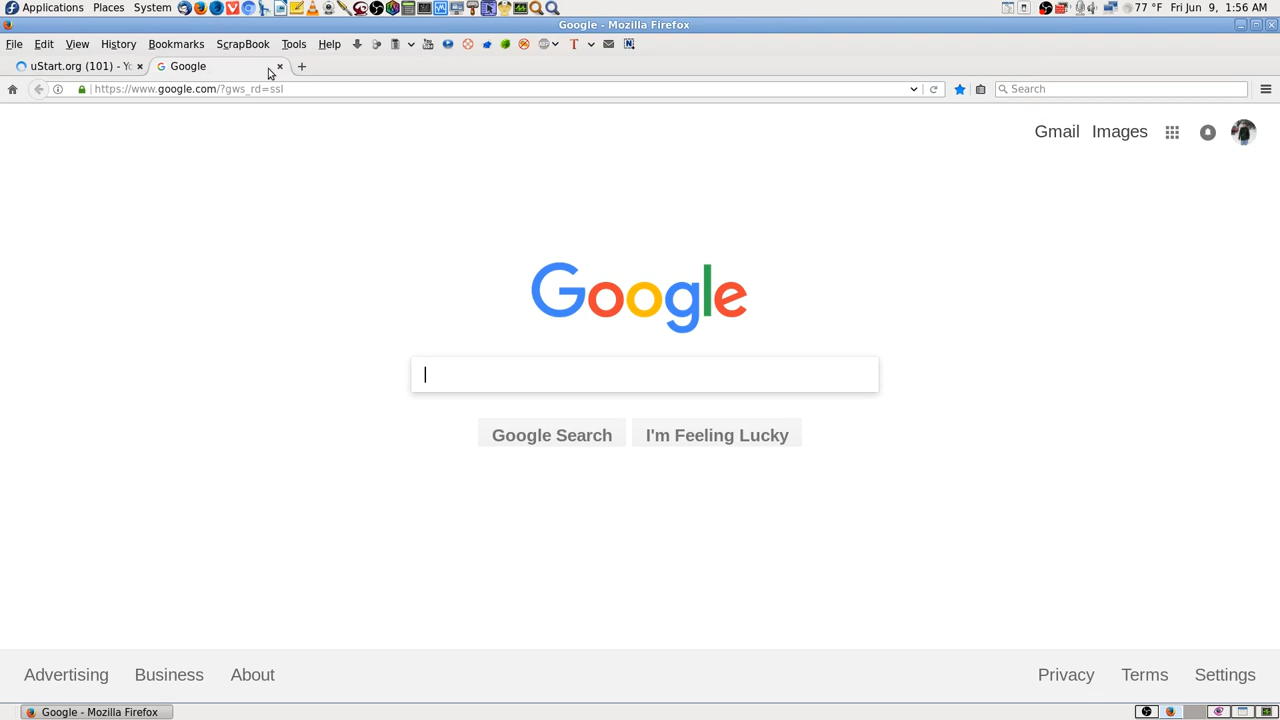 Applications Places System 77 °F Fri Jun 9, 1:56 AM
Google - Mozilla Firefox
File Edit View History Bookmarks ScrapBook Tools Help
uStart.org (101) - Google
https://www.google.com/?gws_rd=ssl Search
Gmail Images
Google
Google Search I'm Feeling Lucky
Advertising Business About Privacy Terms Settings
Google - Mozilla Firefox